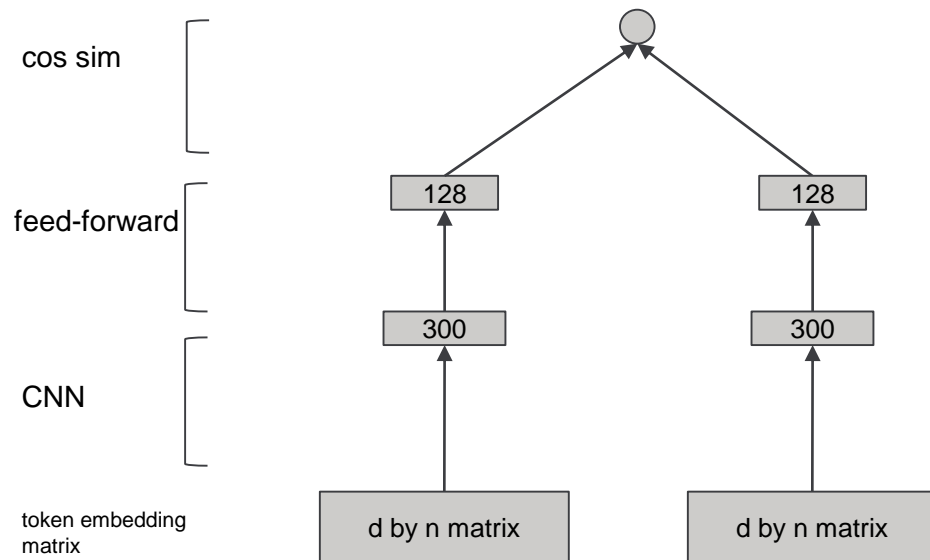 cos sim
128
128
feed-forward
300
300
CNN
token embedding
matrix
d by n matrix
d by n matrix